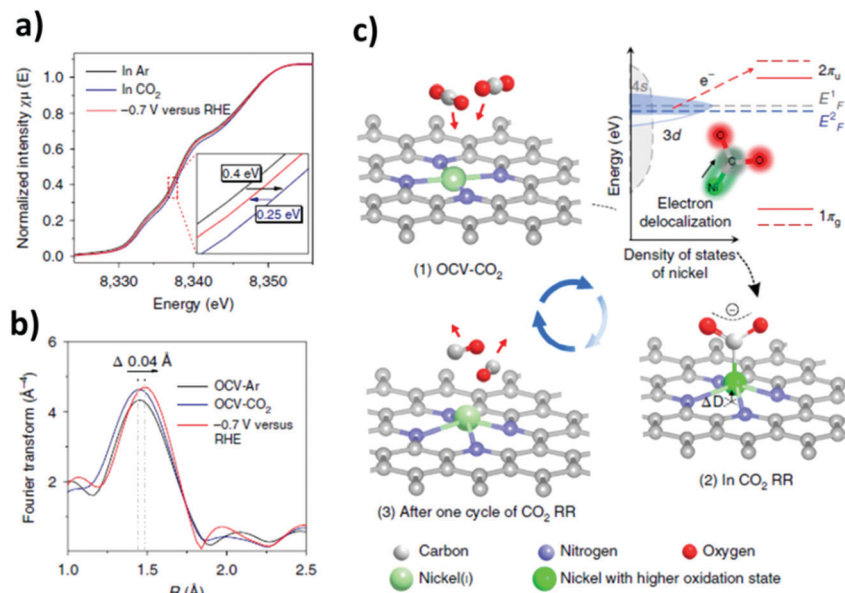 a)
In Ar
In CO2
−0.7 V versus RHE
0.4 eV
0.25 eV
Normalized intensity χμ (E)
1.0
0.8
0.6
0.4
0.2
0.0
8,330
8,340
8,350
Energy (eV)
b)
Δ 0.04 Å
OCV-Ar
OCV-CO2
−0.7 V versus
RHE
Fourier transform (Å−4)
4
2
0
1.0
1.5
2.0
2.5
R (Å)
c)
(1) OCV-CO2
4s
e−
2πu
E1F
E2F
3d
O
C
O
Ni
Electron
delocalization
1πg
Energy (eV)
Density of states
of nickel
−
Δ D
(2) In CO2 RR
(3) After one cycle of CO2 RR
Carbon
Nitrogen
Oxygen
Nickel(I)
Nickel with higher oxidation state